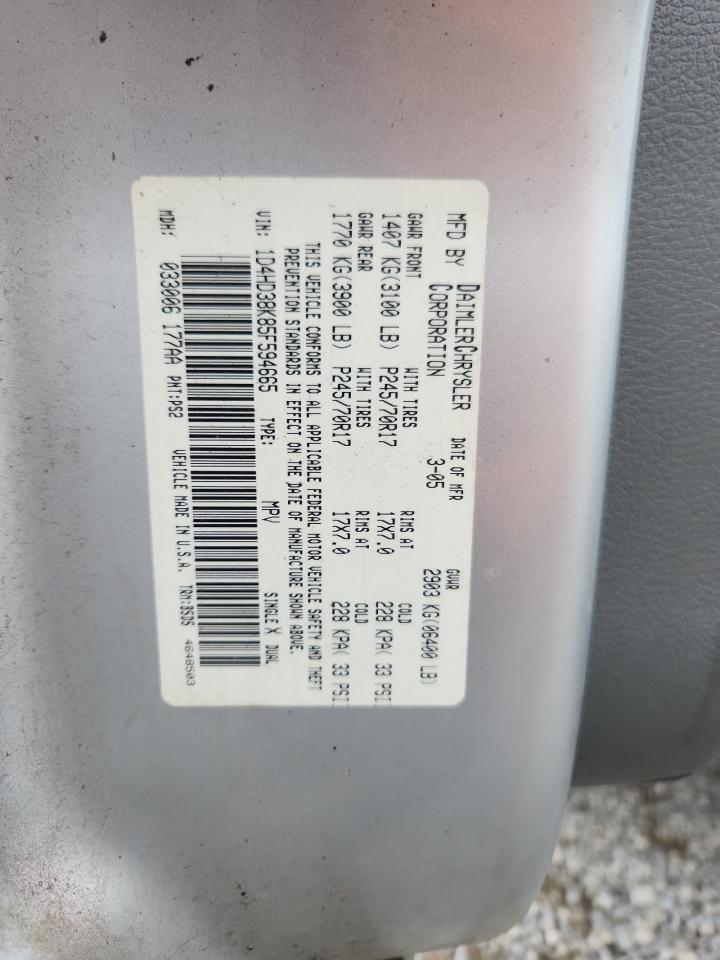 MFD BY DAIMLERCHRYSLER CORPORATION DATE OF MFR 3-05 GVWR 2903 KG(06400 LB)
GAWR FRONT WITH TIRES RIMS AT COLD
1407 KG(3100 LB) P245/70R17 17X7.0 228 KPA( 33 PSI
GAWR REAR WITH TIRES RIMS AT COLD
1770 KG(3900 LB) P245/70R17 17X7.0 228 KPA( 33 PSI
THIS VEHICLE CONFORMS TO ALL APPLICABLE FEDERAL MOTOR VEHICLE SAFETY AND THEFT
PREVENTION STANDARDS IN EFFECT ON THE DATE OF MANUFACTURE SHOWN ABOVE.
VIN: 1D4HD38K85F594665 TYPE: MPV SINGLE X DUAL
MDH: 033006 177AA PNT:PS2 VEHICLE MADE IN U.S.A. TRM:BSDS 4648503